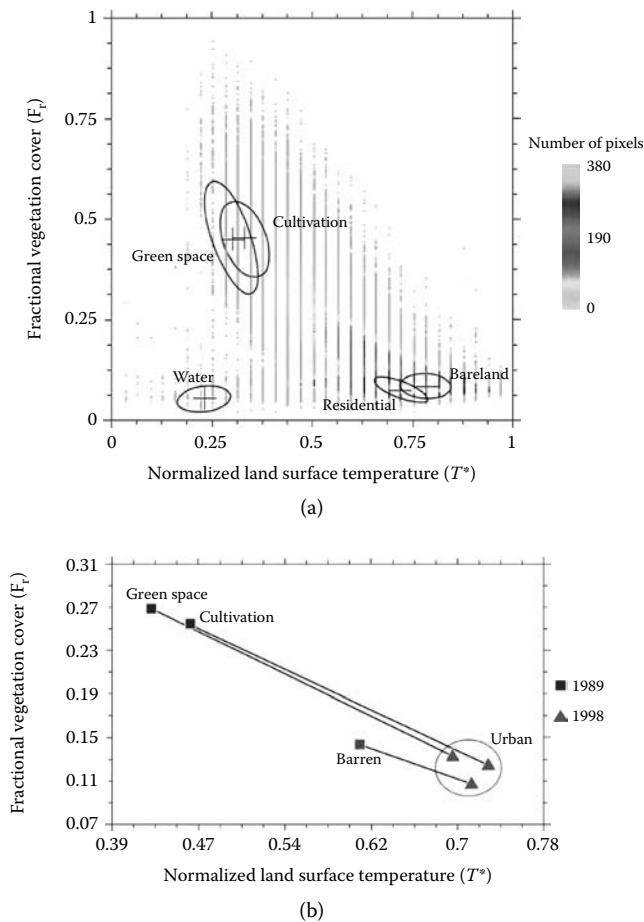 1
0.75
0.5
0.25
0
Fractional vegetation cover (Fr)
Number of pixels
380
190
0
Cultivation
Green space
Water
Bareland
Residential
0 0.25 0.5 0.75 1
Normalized land surface temperature (T*)
(a)
0.31
0.27
0.23
0.19
0.15
0.11
0.07
Fractional vegetation cover (Fr)
Green space
Cultivation
Barren
Urban
1989
1998
0.39 0.47 0.54 0.62 0.7 0.78
Normalized land surface temperature (T*)
(b)